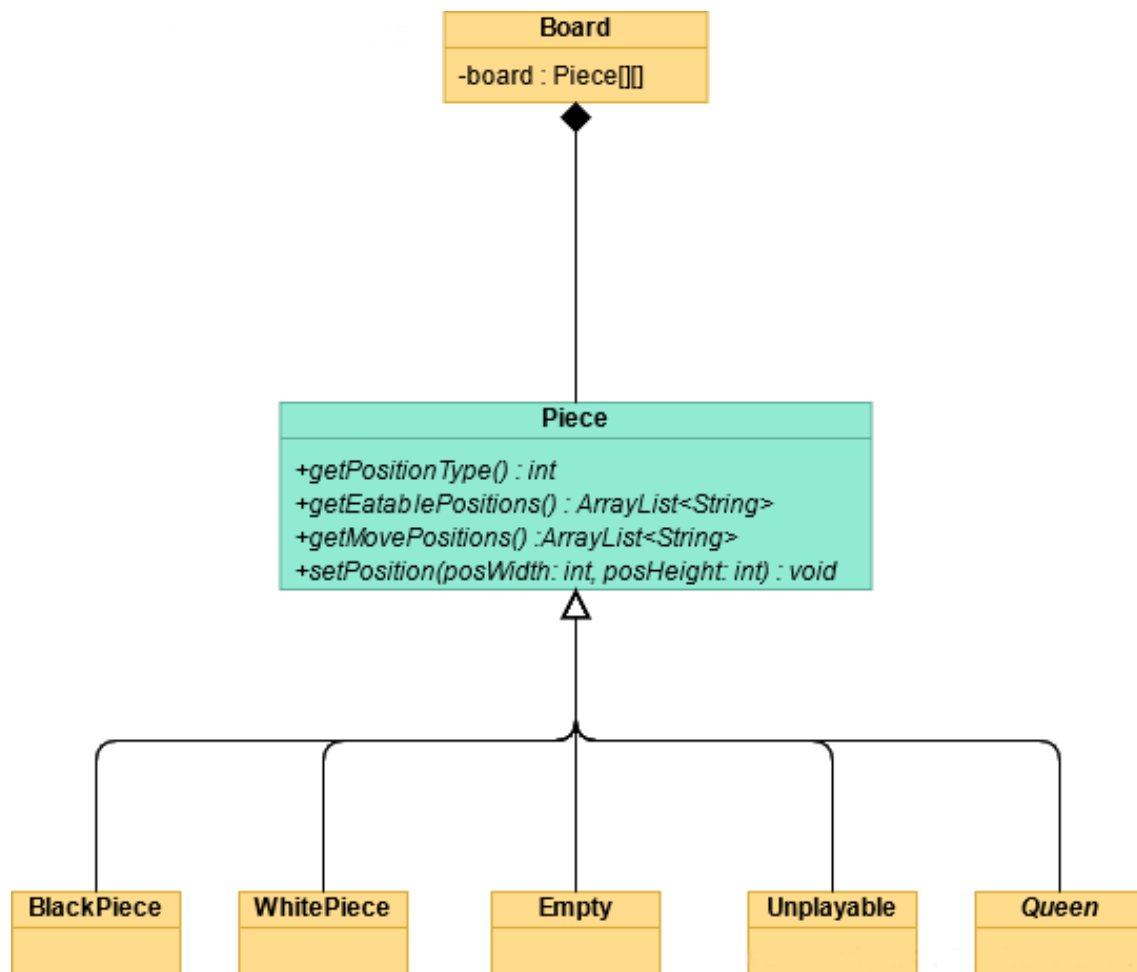 Board
-board : Piece[][]
Piece
+getPositionType() : int
+getEatablePositions() : ArrayList<String>
+getMovePositions() :ArrayList<String>
+setPosition(posWidth: int, posHeight: int) : void
BlackPiece
WhitePiece
Empty
Unplayable
Queen